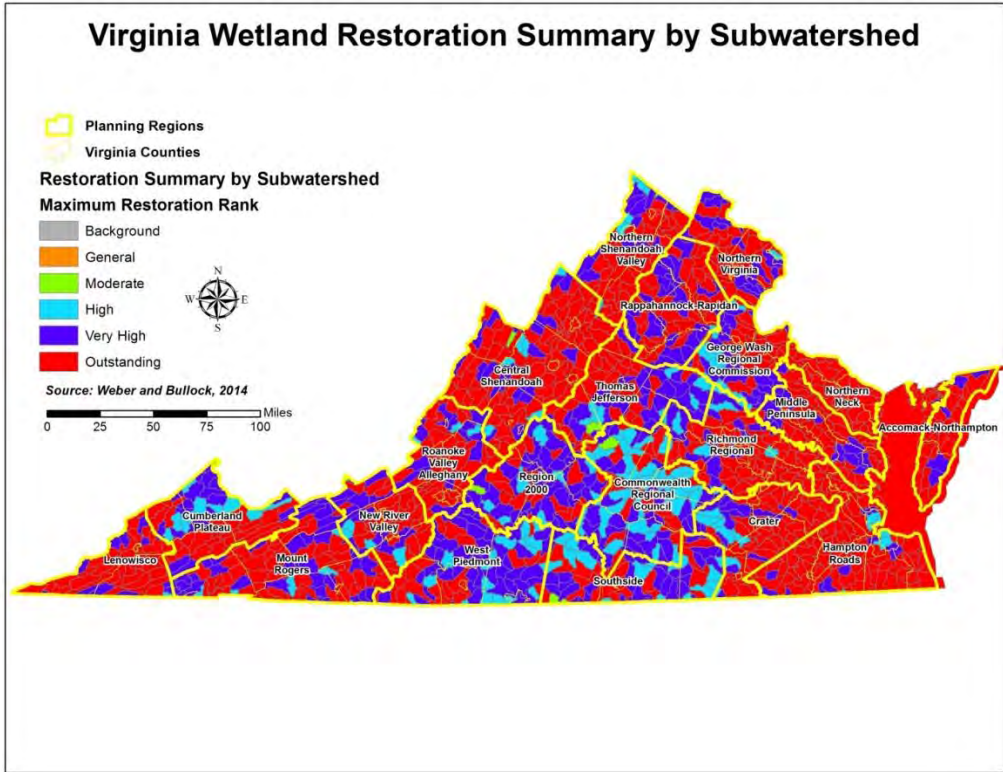 Virginia Wetland Restoration Summary by Subwatershed
Planning Regions
Virginia Counties
Restoration Summary by Subwatershed
Maximum Restoration Rank
Background
General
Moderate
High
Very High
Outstanding
N
W
E
S
Source: Weber and Bullock, 2014
Miles
0 25 50 75 100
Northern
Shenandoah
Valley
Northern
Virginia
Rappahannock-Rapidan
George Wash
Regional
Commission
Central
Shenandoah
Thomas
Jefferson
Northern
Neck
Middle
Peninsula
Accomack-Northampton
Richmond
Regional
Roanoke
Valley
Alleghany
Region
2000
Commonwealth
Regional
Council
Cumberland
Plateau
New River
Valley
Crater
Lenowisco
Mount
Rogers
West
Piedmont
Southside
Hampton
Roads